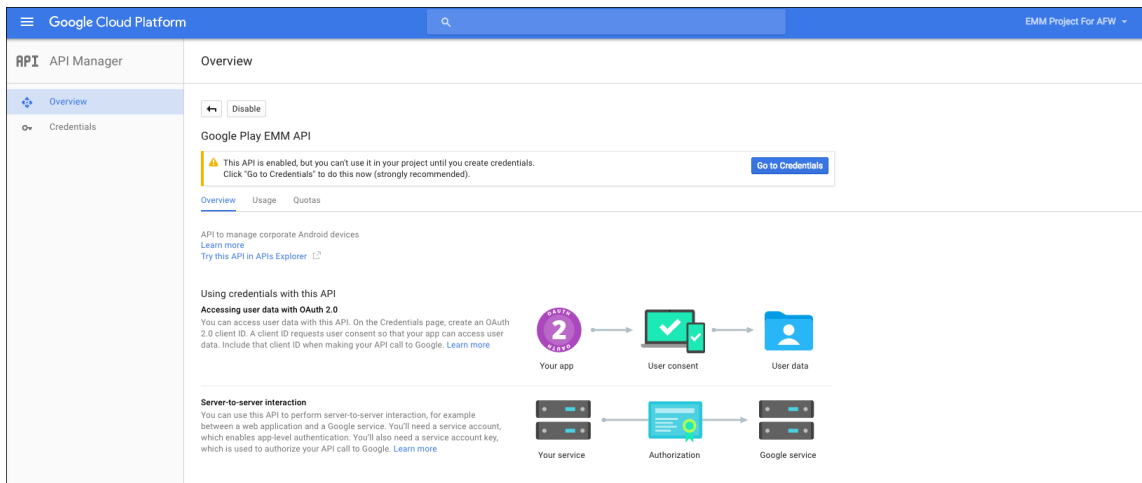 Google Cloud Platform
EMM Project For AFW
API API Manager
Overview
Overview
Credentials
Disable
Google Play EMM API
This API is enabled, but you can't use it in your project until you create credentials.
Click "Go to Credentials" to do this now (strongly recommended).
Go to Credentials
Overview Usage Quotas
API to manage corporate Android devices
Learn more
Try this API in APIs Explorer
Using credentials with this API
Accessing user data with OAuth 2.0
You can access user data with this API. On the Credentials page, create an OAuth
2.0 client ID. A client ID requests user consent so that your app can access user
data. Include that client ID when making your API call to Google. Learn more
OAUTH
2
OAUTH
Your app
User consent
User data
Server-to-server interaction
You can use this API to perform server-to-server interaction, for example
between a web application and a Google service. You'll need a service account,
which enables app-level authentication. You'll also need a service account key,
which is used to authorize your API call to Google. Learn more
Your service
Authorization
Google service